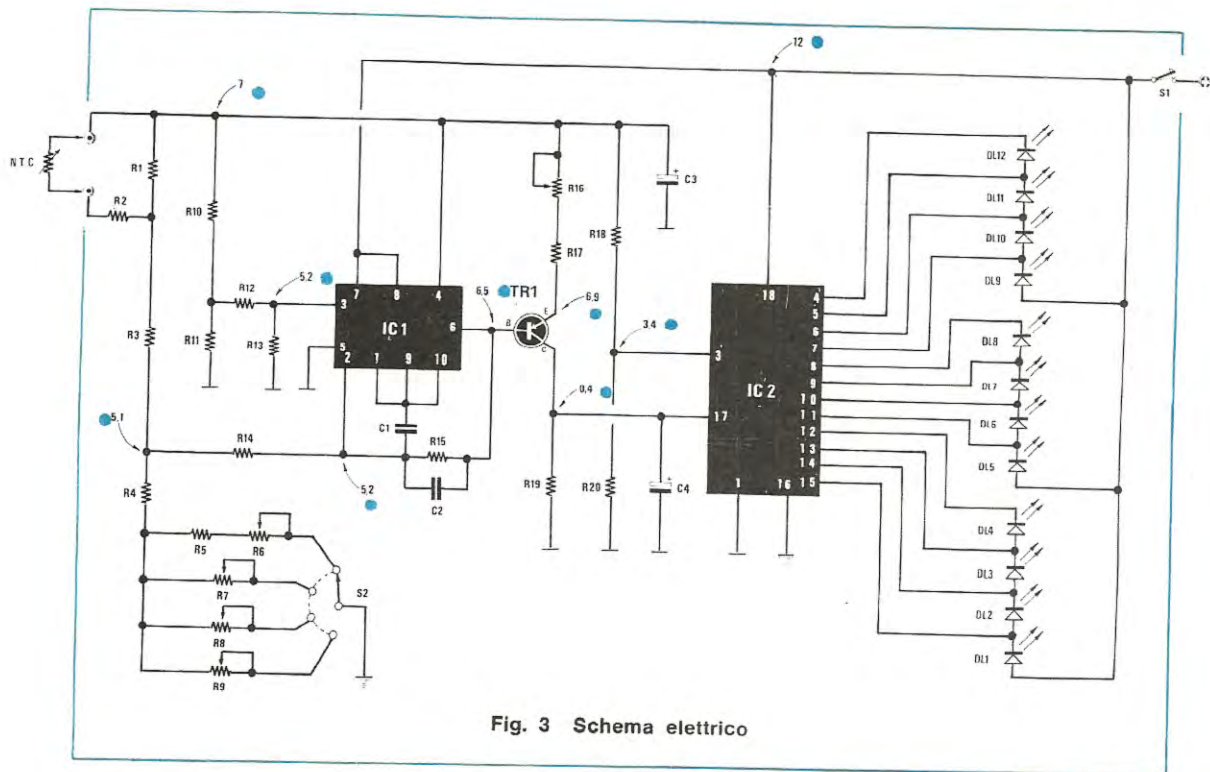 12
S1
7
NTC
R1
R2
R10
R16
R18
C3
R17
DL12
DL11
DL10
DL9
R12
5,2
7 8 4
3
IC1
6
5
2 1 9 10
6,5
TR1
B
E
C
6,9
3,4
R3
R11
R13
18
4
5
6
7
8
9
10
11
12
13
14
15
3
IC2
17
1 16
DL8
DL7
DL6
DL5
0,4
5,1
R14
C1
R15
C2
5,2
R4
R19
R20
C4
DL4
DL3
DL2
DL1
R5
R6
R7
S2
R8
R9
Fig. 3 Schema elettrico